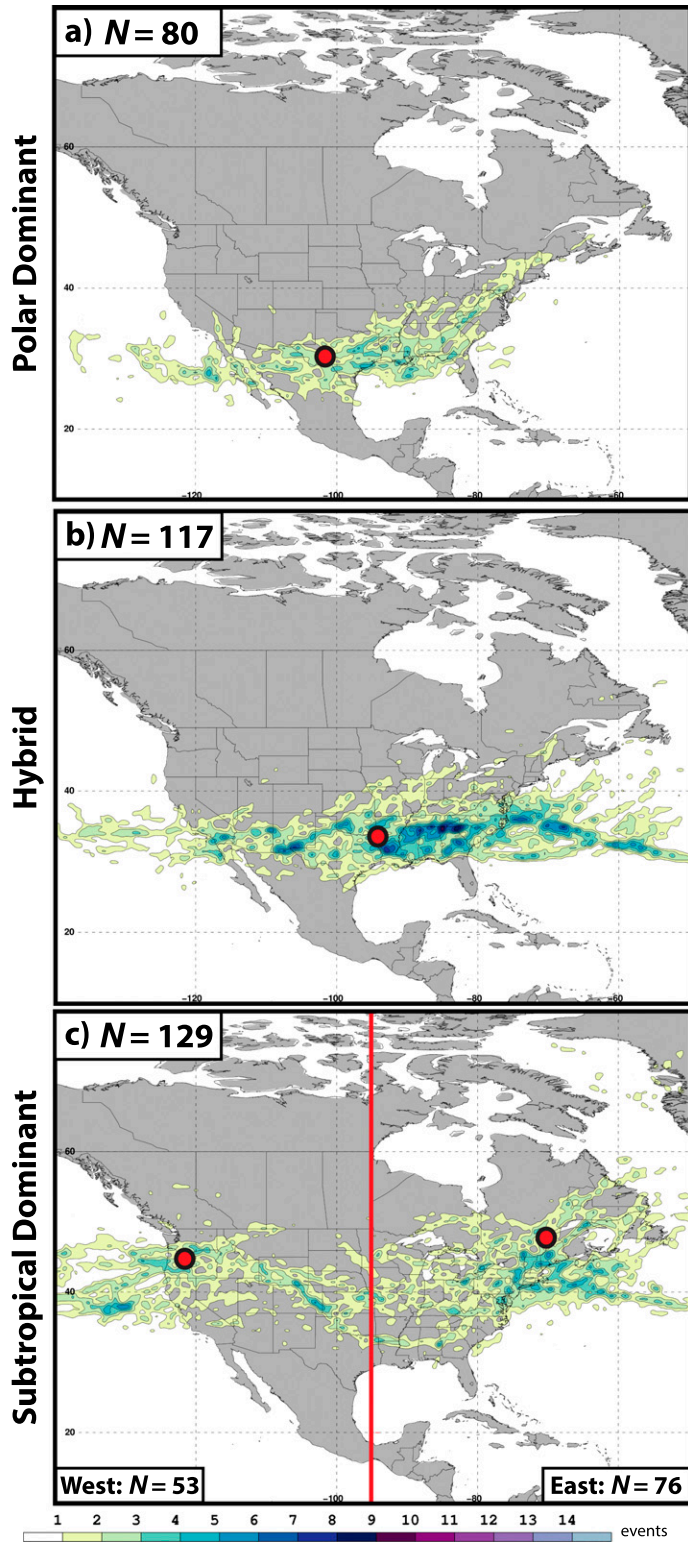 a) N = 80
Polar Dominant
60
40
20
-120
-100
-80
-60
b) N = 117
Hybrid
60
40
20
-120
-100
-80
-60
c) N = 129
Subtropical Dominant
60
40
20
West: N = 53
-100
-80
East: N = 76
1 2 3 4 5 6 7 8 9 10 11 12 13 14 events